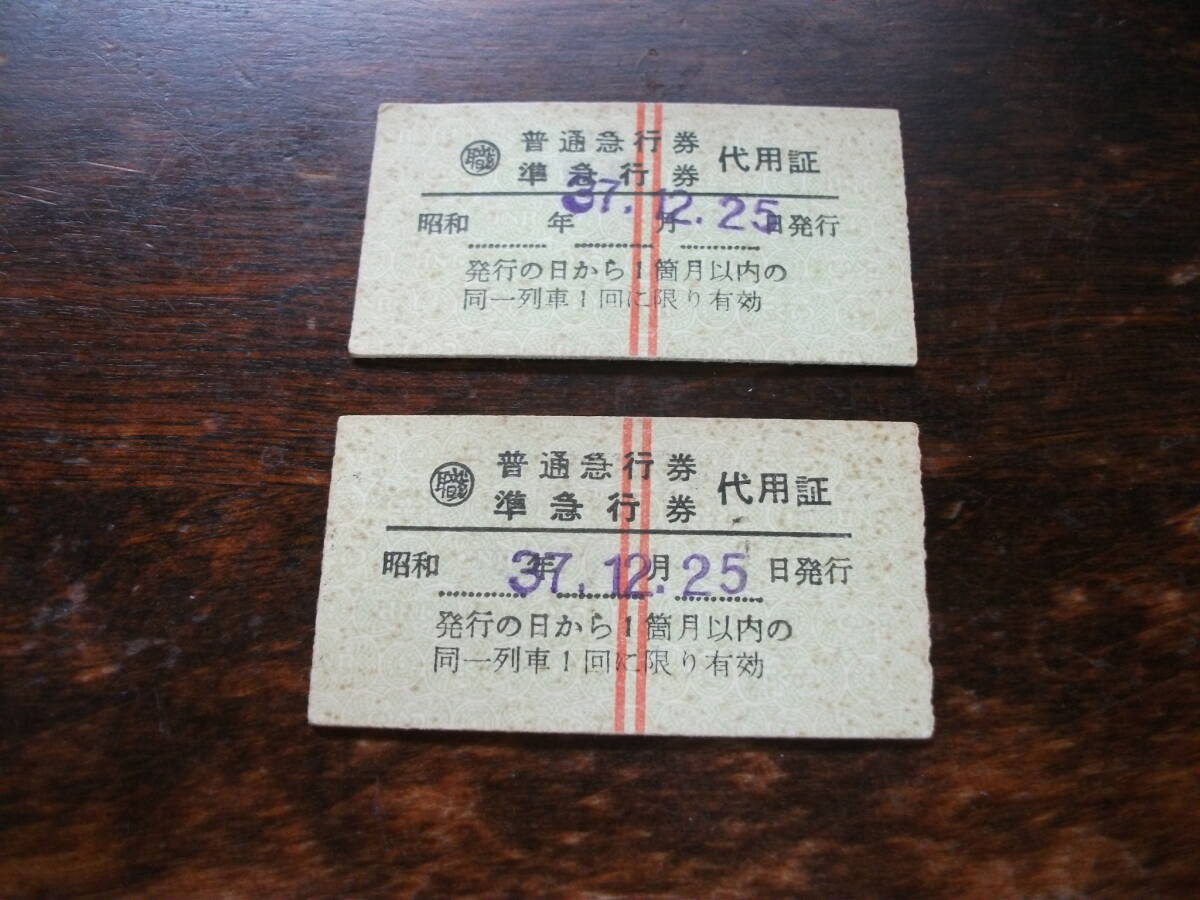 ㊙職 普通急行券 代用証
準急行券
昭和 年 月 日発行
37.12.25
発行の日から1箇月以内の
同一列車1回に限り有効
職 普通急行券 代用証
準急行券
昭和 年 月 日発行
37.12.25
発行の日から1箇月以内の
同一列車1回に限り有効